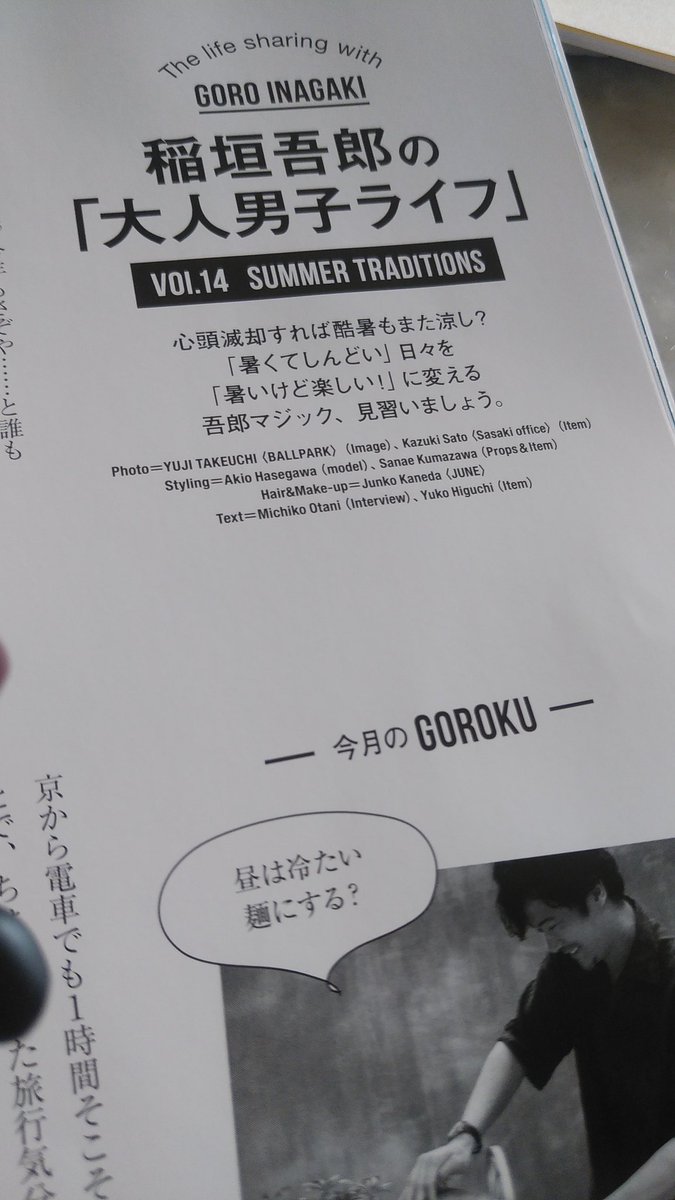 The life sharing with
GORO INAGAKI
稲垣吾郎の
「大人男子ライフ」
VOl.14 SUMMER TRADITIONS
心頭滅却すれば酷暑もまた涼し?
「暑くてしんどい」日々を
「暑いけど楽しい!」に変える
吾郎マジック、見習いましょう。
Photo=YUJI TAKEUCHI〈BALLPARK〉(Image)、Kazuki Sato〈Sasaki office〉(Item)
Styling=Akio Hasegawa(model)、Sanae Kumazawa(Props&Item)
Hair&Make-up=Junko Kaneda〈JUNE〉
Text=Michiko Otani(Interview)、Yuko Higuchi(Item)
ぞや……と誰も
今月のGOROKU
昼は冷たい
麺にする?
京から電車でも1時間そこそ
た旅行気分